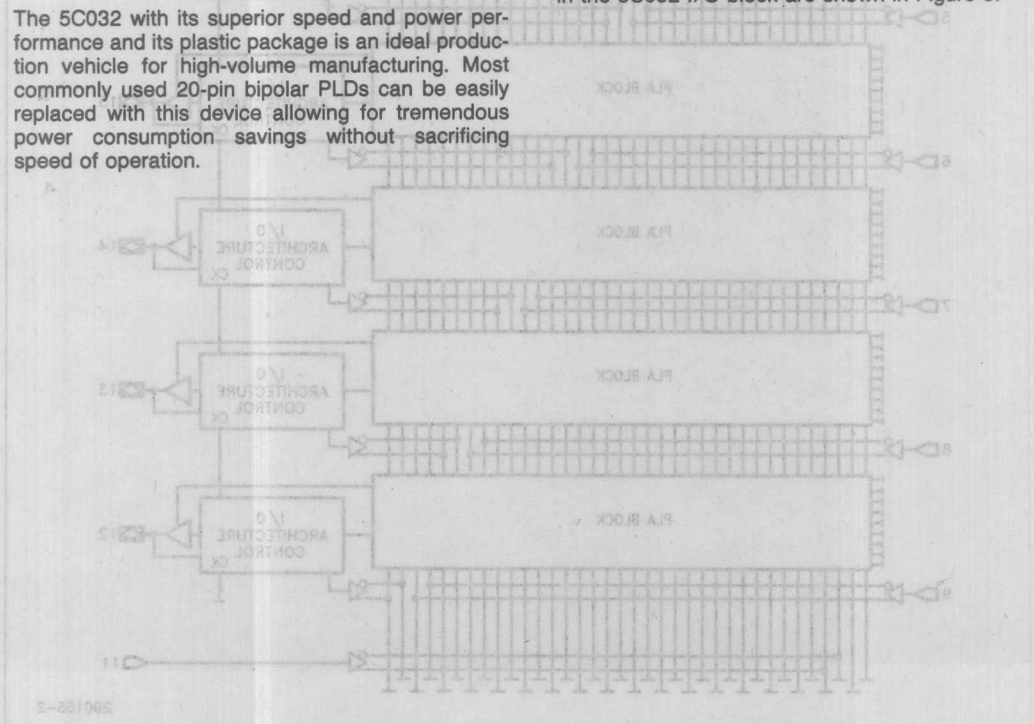 The 5C032 with its superior speed and power per-
formance and its plastic package is an ideal produc-
tion vehicle for high-volume manufacturing. Most
commonly used 20-pin bipolar PLDs can be easily
replaced with this device allowing for tremendous
power consumption savings without sacrificing
speed of operation.
PLA BLOCK
6
PLA BLOCK
I/O
ARCHITECTURE
CONTROL
CK
14
7
PLA BLOCK
I/O
ARCHITECTURE
CONTROL
CK
13
8
PLA BLOCK
I/O
ARCHITECTURE
CONTROL
CK
12
9
11
290155-2